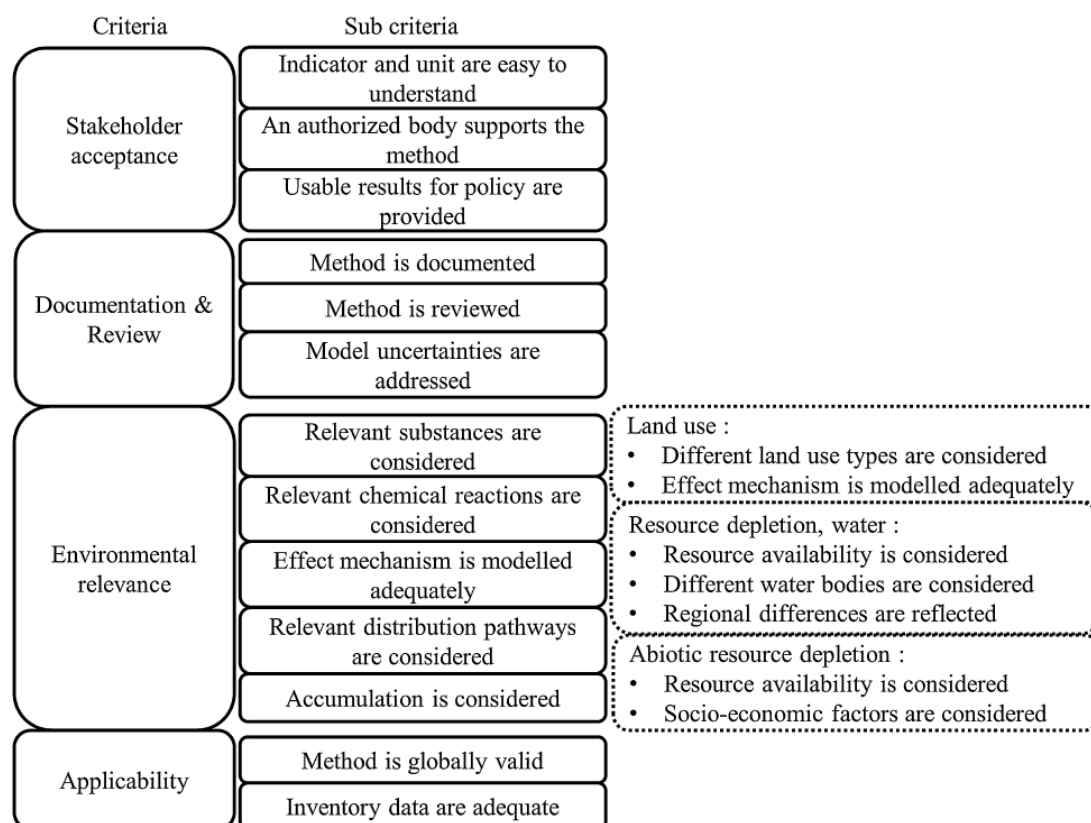 Criteria
Sub criteria
Stakeholder
acceptance
Indicator and unit are easy to
understand
An authorized body supports the
method
Usable results for policy are
provided
Documentation &
Review
Method is documented
Method is reviewed
Model uncertainties are
addressed
Environmental
relevance
Relevant substances are
considered
Relevant chemical reactions are
considered
Effect mechanism is modelled
adequately
Relevant distribution pathways
are considered
Accumulation is considered
Land use :
• Different land use types are considered
• Effect mechanism is modelled adequately
Resource depletion, water :
• Resource availability is considered
• Different water bodies are considered
• Regional differences are reflected
Abiotic resource depletion :
• Resource availability is considered
• Socio-economic factors are considered
Applicability
Method is globally valid
Inventory data are adequate